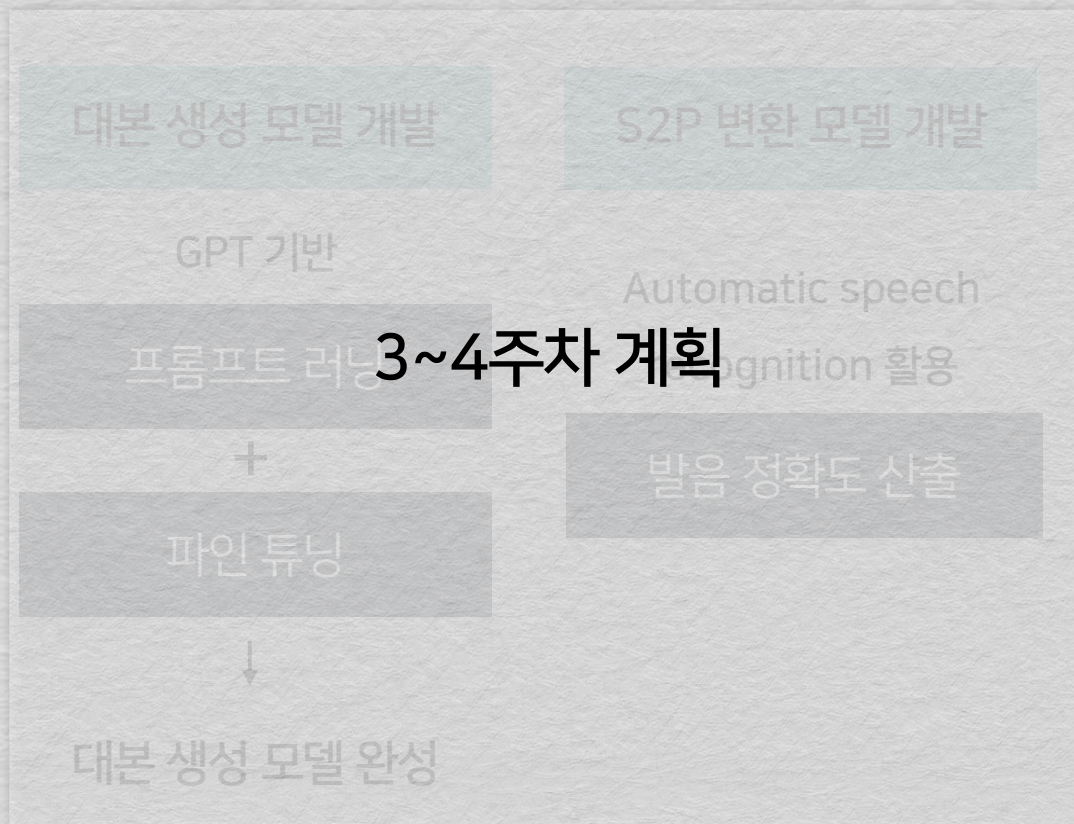 대본 생성 모델 개발
GPT 기반
프롬프트 러닝
+
파인 튜닝
↓
대본 생성 모델 완성
S2P 변환 모델 개발
Automatic speech
recognition 활용
발음 정확도 산출
3~4주차 계획